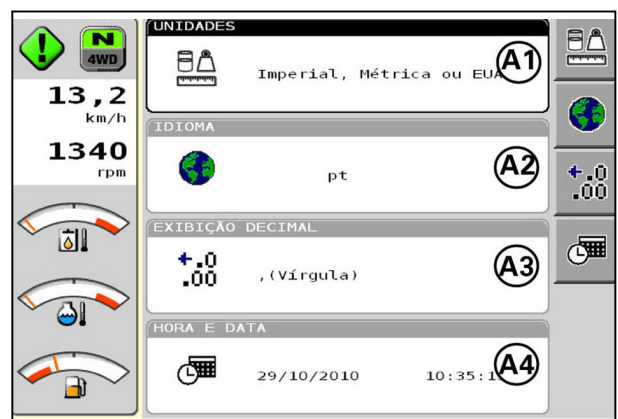 N
4WD
13,2
km/h
1340
rpm
UNIDADES
Imperial, Métrica ou EUA
A1
IDIOMA
pt
A2
EXIBIÇÃO DECIMAL
+.0
.00
,(Vírgula)
A3
HORA E DATA
29/10/2010
A4
+.0
.00